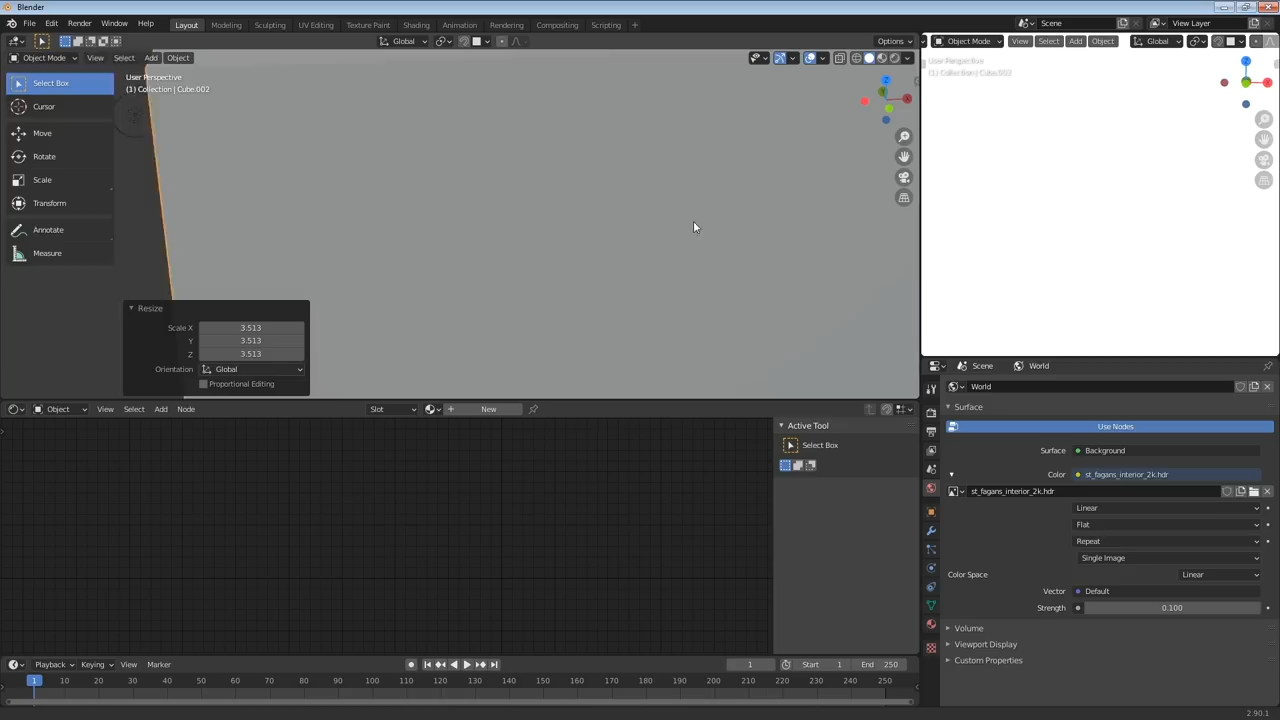 Blender
File Edit Render Window Help Layout Modeling Sculpting UV Editing Texture Paint Shading Animation Rendering Compositing Scripting + Scene View Layer
Global Options
Object Mode View Select Add Object Global
Object Mode View Select Add Object
User Perspective
(1) Collection | Cube.002
User Perspective
(1) Collection | Cube.002
Select Box
Cursor
Move
Rotate
Scale
Transform
Annotate
Measure
Resize
Scale X 3.513
Y 3.513
Z 3.513
Orientation Global
Proportional Editing
Scene World
World
Surface
Use Nodes
Surface Background
Color st_fagans_interior_2k.hdr
st_fagans_interior_2k.hdr
Linear
Flat
Repeat
Single Image
Color Space Linear
Vector Default
Strength 0.100
Volume
Viewport Display
Custom Properties
Object View Select Add Node Slot + New
Active Tool
Select Box
Playback Keying View Marker 1 Start 1 End 250
1 10 20 30 40 50 60 70 80 90 100 110 120 130 140 150 160 170 180 190 200 210 220 230 240 250
2.90.1